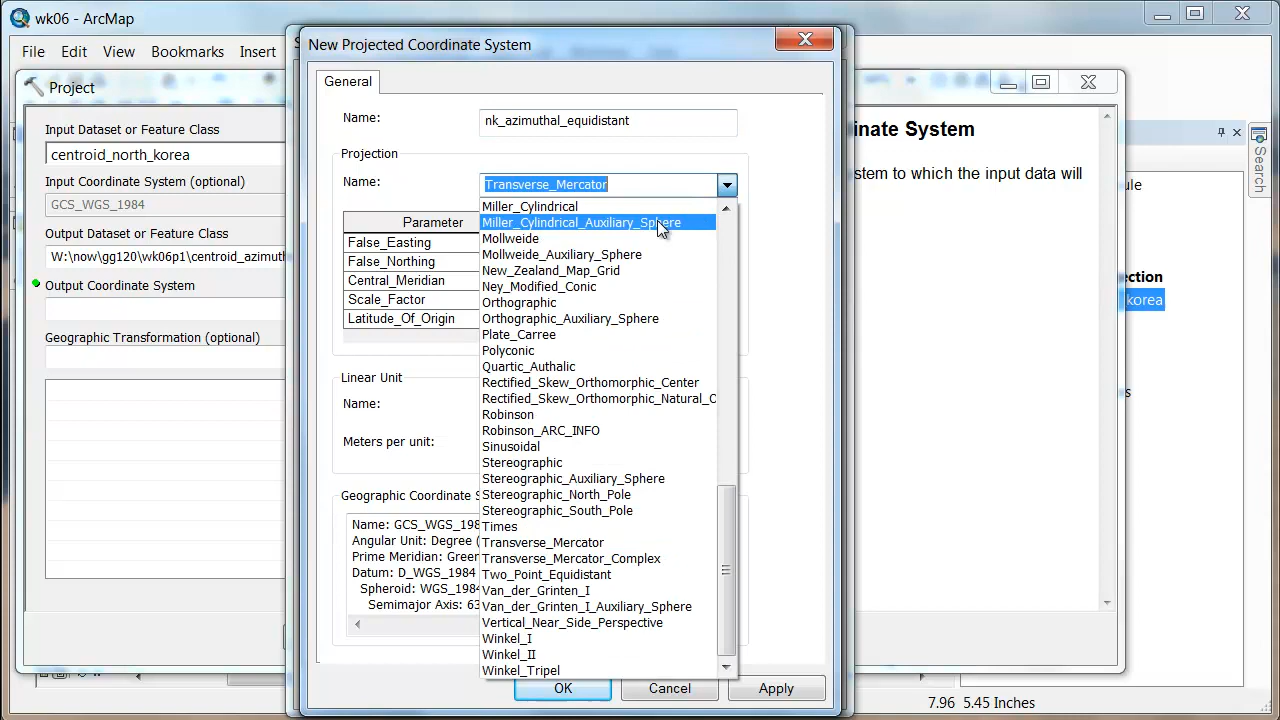 wk06 - ArcMap
File Edit View Bookmarks Insert
Project
Input Dataset or Feature Class
centroid_north_korea
Input Coordinate System (optional)
GCS_WGS_1984
Output Dataset or Feature Class
W:\now\gg120\wk06p1\centroid_azimuth
Output Coordinate System
Geographic Transformation (optional)
New Projected Coordinate System
General
Name:
nk_azimuthal_equidistant
Projection
Name:
Transverse_Mercator
Parameter
False_Easting
False_Northing
Central_Meridian
Scale_Factor
Latitude_Of_Origin
Linear Unit
Name:
Meters per unit:
Geographic Coordinate S
Name: GCS_WGS_198
Angular Unit: Degree (
Prime Meridian: Green
Datum: D_WGS_1984
Spheroid: WGS_198
Semimajor Axis: 63
Miller_Cylindrical
Miller_Cylindrical_Auxiliary_Sphere
Mollweide
Mollweide_Auxiliary_Sphere
New_Zealand_Map_Grid
Ney_Modified_Conic
Orthographic
Orthographic_Auxiliary_Sphere
Plate_Carree
Polyconic
Quartic_Authalic
Rectified_Skew_Orthomorphic_Center
Rectified_Skew_Orthomorphic_Natural_O
Robinson
Robinson_ARC_INFO
Sinusoidal
Stereographic
Stereographic_Auxiliary_Sphere
Stereographic_North_Pole
Stereographic_South_Pole
Times
Transverse_Mercator
Transverse_Mercator_Complex
Two_Point_Equidistant
Van_der_Grinten_I
Van_der_Grinten_I_Auxiliary_Sphere
Vertical_Near_Side_Perspective
Winkel_I
Winkel_II
Winkel_Tripel
OK Cancel Apply
inate System
stem to which the input data will
ule
ection
korea
s
Search
7.96 5.45 Inches